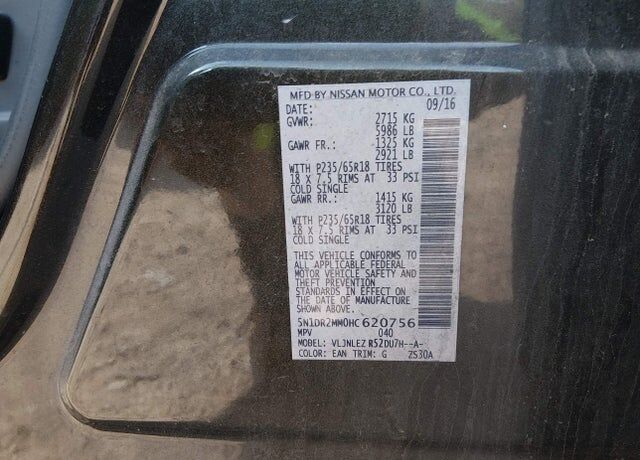 MFD BY NISSAN MOTOR CO., LTD.
DATE: 09/16
GVWR: 2715 KG
5986 LB
GAWR FR.: 1325 KG
2921 LB
WITH P235/65R18 TIRES
18 X 7.5 RIMS AT 33 PSI
COLD SINGLE
GAWR RR.: 1415 KG
3120 LB
WITH P235/65R18 TIRES
18 X 7.5 RIMS AT 33 PSI
COLD SINGLE
THIS VEHICLE CONFORMS TO
ALL APPLICABLE FEDERAL
MOTOR VEHICLE SAFETY AND
THEFT PREVENTION
STANDARDS IN EFFECT ON
THE DATE OF MANUFACTURE
SHOWN ABOVE.
5N1DR2MM0HC620756
MPV 040
MODEL: VLJNLEZ R52DU7H--A-
COLOR: EAN TRIM: G ZS30A